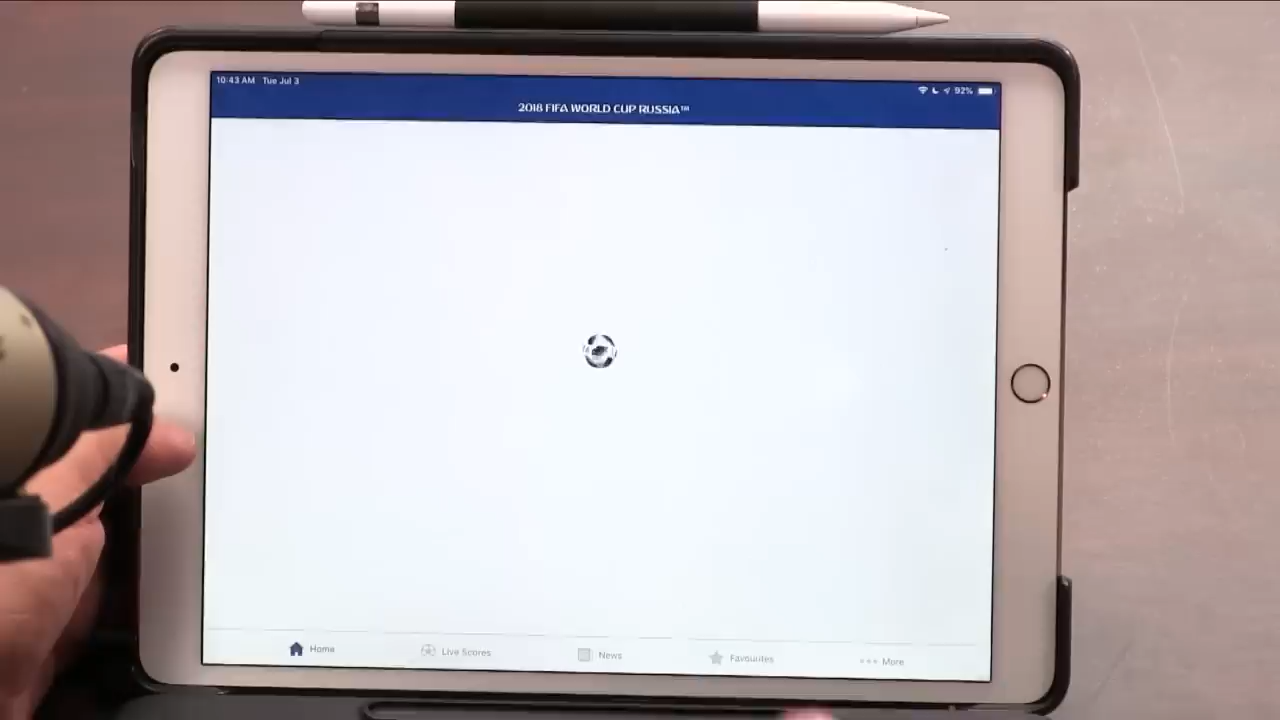 10:43 AM Tue Jul 3
92%
2018 FIFA WORLD CUP RUSSIA™
Home
Live Scores
News
Favourites
More